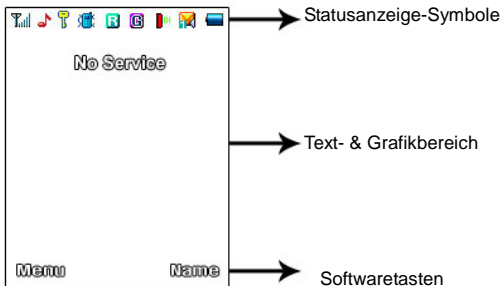 Statusanzeige-Symbole
No Service
Text- & Grafikbereich
Menu Name
Softwaretasten